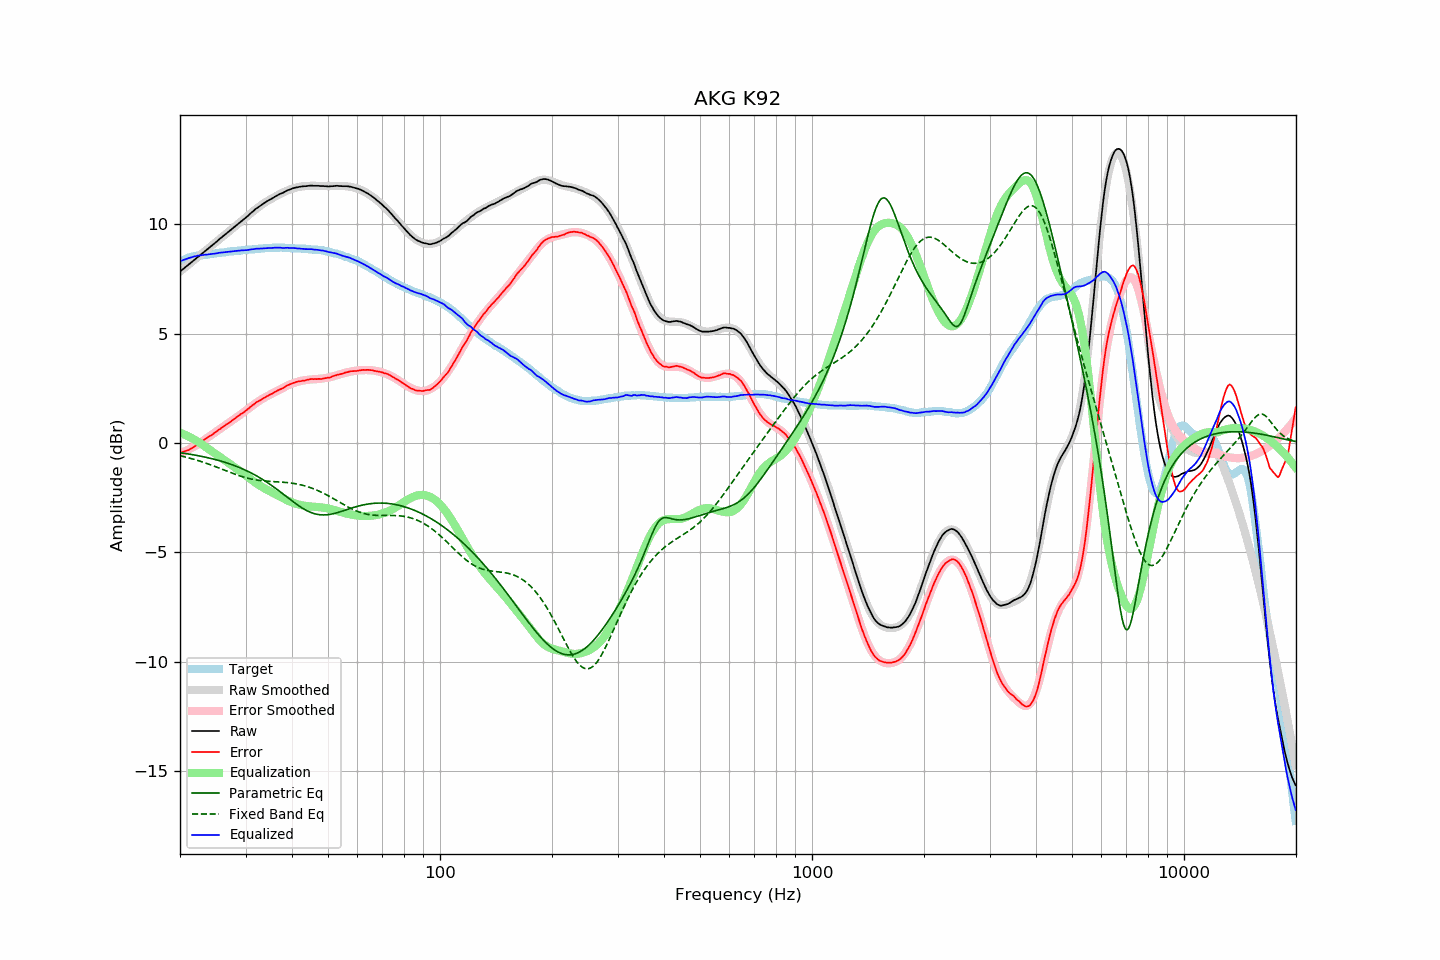 AKG K92
Amplitude (dBr)
10
5
0
−5
−10
−15
Target
Raw Smoothed
Error Smoothed
Raw
Error
Equalization
Parametric Eq
Fixed Band Eq
Equalized
100
1000
10000
Frequency (Hz)